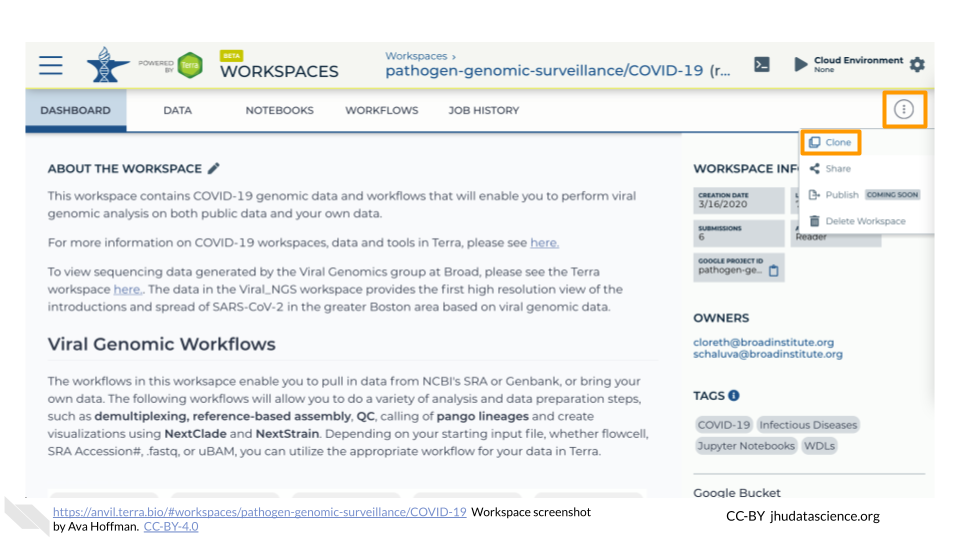 POWERED BY Terra
BETA
WORKSPACES
Workspaces ›
pathogen-genomic-surveillance/COVID-19 (r...
Cloud Environment
None
DASHBOARD DATA NOTEBOOKS WORKFLOWS JOB HISTORY
Clone
Share
Publish COMING SOON
Delete Workspace
ABOUT THE WORKSPACE
This workspace contains COVID-19 genomic data and workflows that will enable you to perform viral
genomic analysis on both public data and your own data.
For more information on COVID-19 workspaces, data and tools in Terra, please see here.
To view sequencing data generated by the Viral Genomics group at Broad, please see the Terra
workspace here.. The data in the Viral_NGS workspace provides the first high resolution view of the
introductions and spread of SARS-CoV-2 in the greater Boston area based on viral genomic data.
Viral Genomic Workflows
The workflows in this worksapce enable you to pull in data from NCBI's SRA or Genbank, or bring your
own data. The following workflows will allow you to do a variety of analysis and data preparation steps,
such as demultiplexing, reference-based assembly, QC, calling of pango lineages and create
visualizations using NextClade and NextStrain. Depending on your starting input file, whether flowcell,
SRA Accession#, .fastq, or uBAM, you can utilize the appropriate workflow for your data in Terra.
WORKSPACE INF
CREATION DATE
3/16/2020
SUBMISSIONS
6
Reader
GOOGLE PROJECT ID
pathogen-ge...
OWNERS
cloreth@broadinstitute.org
schaluva@broadinstitute.org
TAGS
COVID-19 Infectious Diseases
Jupyter Notebooks WDLs
Google Bucket
https://anvil.terra.bio/#workspaces/pathogen-genomic-surveillance/COVID-19 Workspace screenshot
by Ava Hoffman. CC-BY-4.0
CC-BY jhudatascience.org